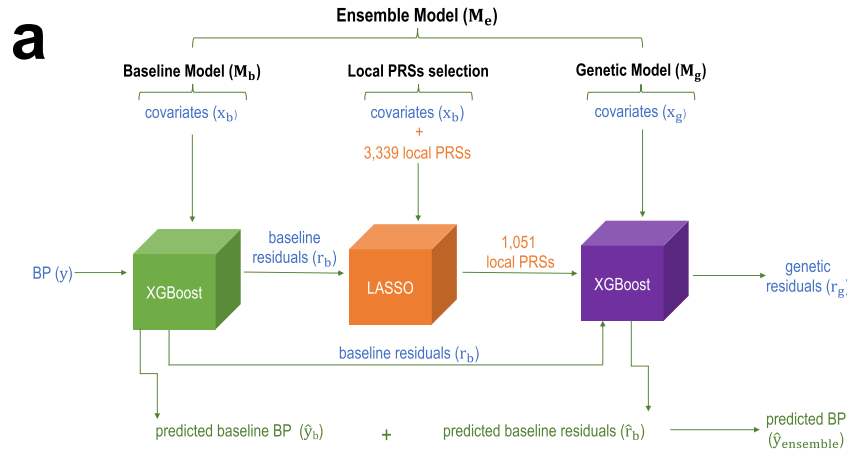 a
Ensemble Model (Mₑ)
Baseline Model (M_b)
Local PRSs selection
Genetic Model (M_g)
covariates (x_b)
covariates (x_b)
+
3,339 local PRSs
covariates (x_g)
BP (y)
XGBoost
baseline
residuals (r_b)
LASSO
1,051
local PRSs
XGBoost
genetic
residuals (r_g)
baseline residuals (r_b)
predicted baseline BP (ŷ_b)
+
predicted baseline residuals (r̂_b)
predicted BP
(ŷ_ensemble)